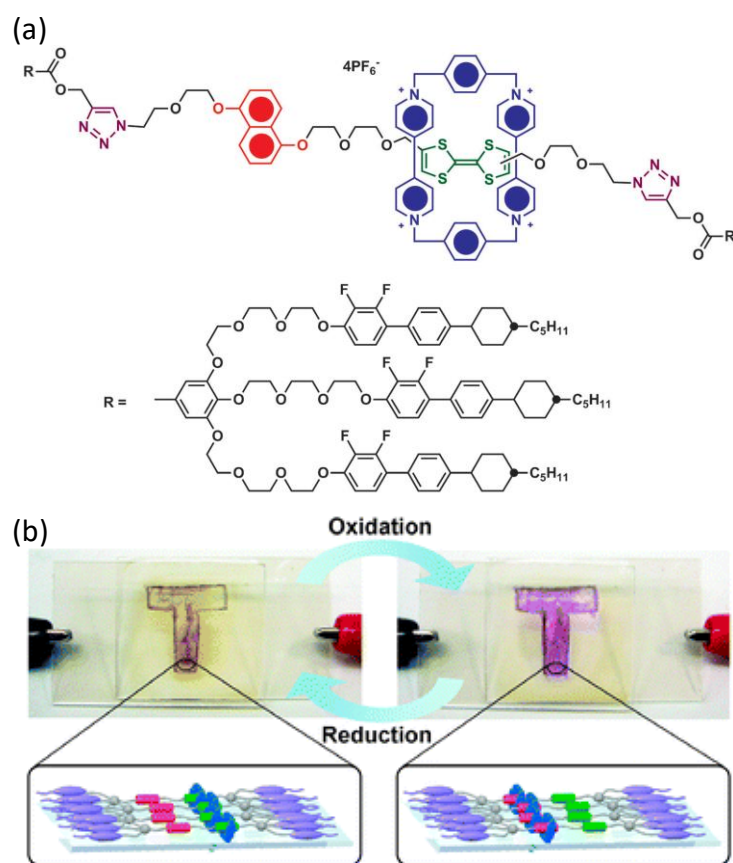 (a)
4PF6-
O
R
O
N
N=N
O
O
O
O
O
O
+N
N+
+N
N+
S
S
S
S
O
O
N
N
N
O
O
R
F
F
O
O
O
O
C5H11
R =
O
O
O
O
O
F
F
C5H11
O
O
O
O
F
F
C5H11
(b)
Oxidation
Reduction